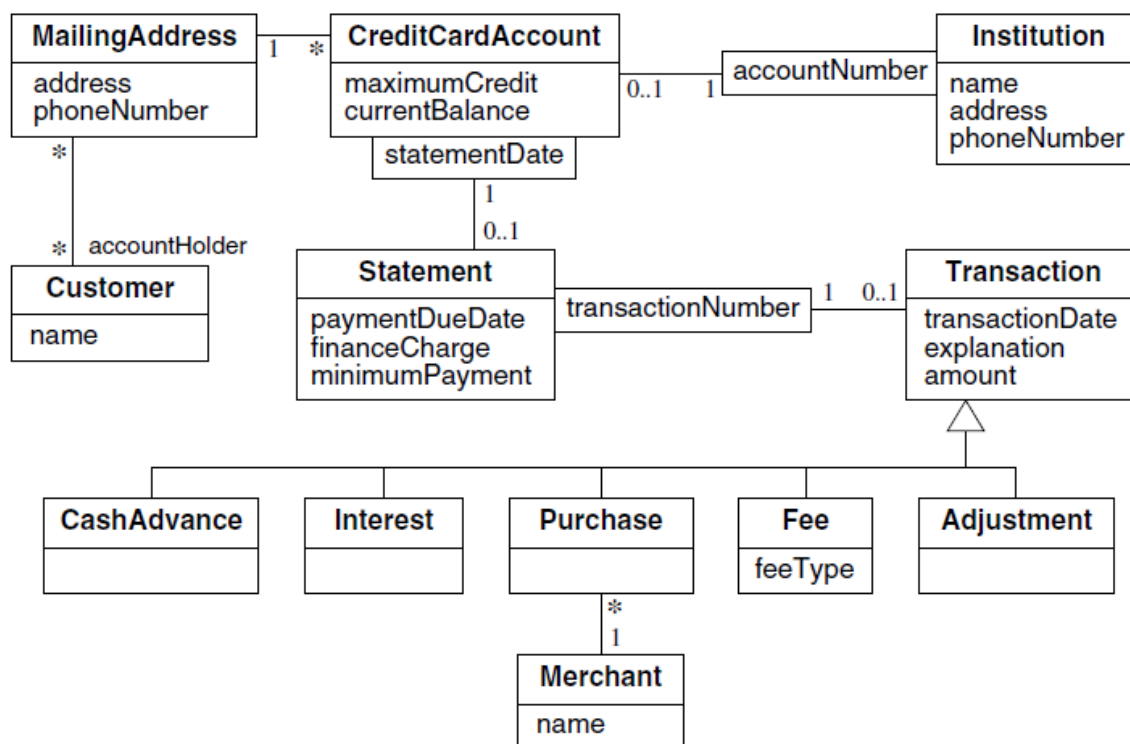 MailingAddress
address
phoneNumber
1
*
CreditCardAccount
maximumCredit
currentBalance
statementDate
0..1
1
accountNumber
Institution
name
address
phoneNumber
*
*
accountHolder
Customer
name
1
0..1
Statement
paymentDueDate
financeCharge
minimumPayment
transactionNumber
1
0..1
Transaction
transactionDate
explanation
amount
CashAdvance
Interest
Purchase
Fee
feeType
Adjustment
*
1
Merchant
name